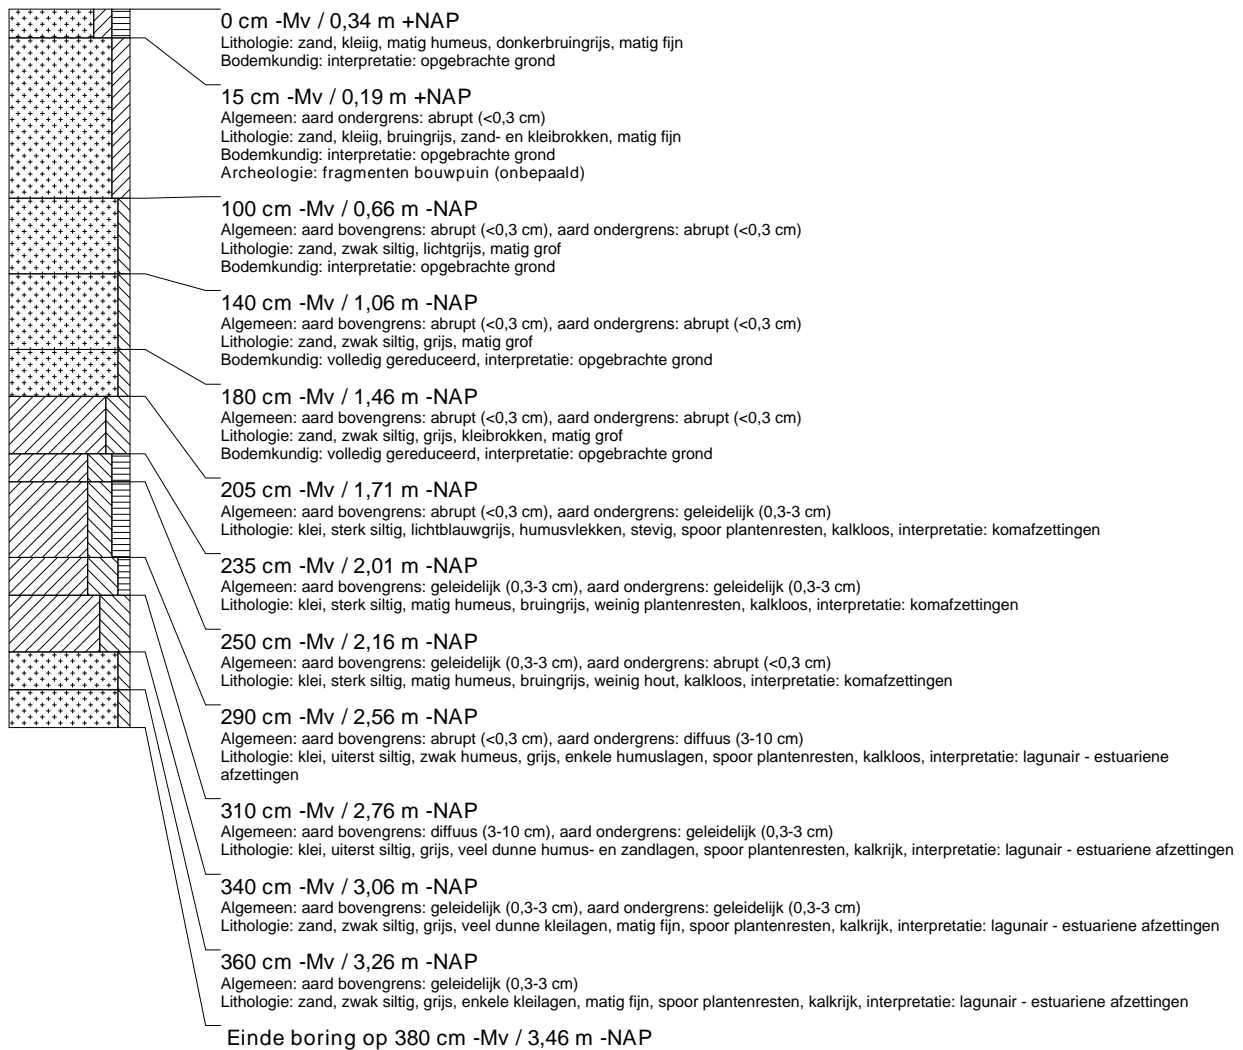 0 cm -Mv / 0,34 m +NAP
Lithologie: zand, kleiig, matig humeus, donkerbruingrijs, matig fijn
Bodemkundig: interpretatie: opgebrachte grond
15 cm -Mv / 0,19 m +NAP
Algemeen: aard ondergrens: abrupt (<0,3 cm)
Lithologie: zand, kleiig, bruingrijs, zand- en kleibrokken, matig fijn
Bodemkundig: interpretatie: opgebrachte grond
Archeologie: fragmenten bouwpuin (onbepaald)
100 cm -Mv / 0,66 m -NAP
Algemeen: aard bovengrens: abrupt (<0,3 cm), aard ondergrens: abrupt (<0,3 cm)
Lithologie: zand, zwak siltig, lichtgrijs, matig grof
Bodemkundig: interpretatie: opgebrachte grond
140 cm -Mv / 1,06 m -NAP
Algemeen: aard bovengrens: abrupt (<0,3 cm), aard ondergrens: abrupt (<0,3 cm)
Lithologie: zand, zwak siltig, grijs, matig grof
Bodemkundig: volledig gereduceerd, interpretatie: opgebrachte grond
180 cm -Mv / 1,46 m -NAP
Algemeen: aard bovengrens: abrupt (<0,3 cm), aard ondergrens: abrupt (<0,3 cm)
Lithologie: zand, zwak siltig, grijs, kleibrokken, matig grof
Bodemkundig: volledig gereduceerd, interpretatie: opgebrachte grond
205 cm -Mv / 1,71 m -NAP
Algemeen: aard bovengrens: abrupt (<0,3 cm), aard ondergrens: geleidelijk (0,3-3 cm)
Lithologie: klei, sterk siltig, lichtblauwgrijs, humusvlekken, stevig, spoor plantenresten, kalkloos, interpretatie: komafzettingen
235 cm -Mv / 2,01 m -NAP
Algemeen: aard bovengrens: geleidelijk (0,3-3 cm), aard ondergrens: geleidelijk (0,3-3 cm)
Lithologie: klei, sterk siltig, matig humeus, bruingrijs, weinig plantenresten, kalkloos, interpretatie: komafzettingen
250 cm -Mv / 2,16 m -NAP
Algemeen: aard bovengrens: geleidelijk (0,3-3 cm), aard ondergrens: abrupt (<0,3 cm)
Lithologie: klei, sterk siltig, matig humeus, bruingrijs, weinig hout, kalkloos, interpretatie: komafzettingen
290 cm -Mv / 2,56 m -NAP
Algemeen: aard bovengrens: abrupt (<0,3 cm), aard ondergrens: diffuus (3-10 cm)
Lithologie: klei, uiterst siltig, zwak humeus, grijs, enkele humuslagen, spoor plantenresten, kalkloos, interpretatie: lagunair - estuariene
afzettingen
310 cm -Mv / 2,76 m -NAP
Algemeen: aard bovengrens: diffuus (3-10 cm), aard ondergrens: geleidelijk (0,3-3 cm)
Lithologie: klei, uiterst siltig, grijs, veel dunne humus- en zandlagen, spoor plantenresten, kalkrijk, interpretatie: lagunair - estuariene afzettingen
340 cm -Mv / 3,06 m -NAP
Algemeen: aard bovengrens: geleidelijk (0,3-3 cm), aard ondergrens: geleidelijk (0,3-3 cm)
Lithologie: zand, zwak siltig, grijs, veel dunne kleilagen, matig fijn, spoor plantenresten, kalkrijk, interpretatie: lagunair - estuariene afzettingen
360 cm -Mv / 3,26 m -NAP
Algemeen: aard bovengrens: geleidelijk (0,3-3 cm)
Lithologie: zand, zwak siltig, grijs, enkele kleilagen, matig fijn, spoor plantenresten, kalkrijk, interpretatie: lagunair - estuariene afzettingen
Einde boring op 380 cm -Mv / 3,46 m -NAP